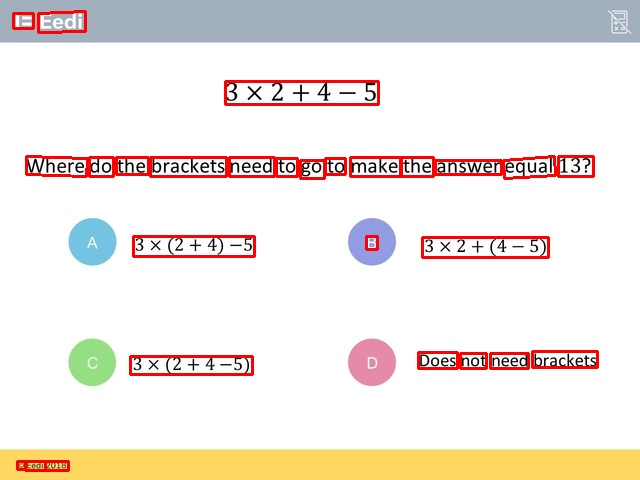 Eedi
3 × 2 + 4 − 5
Where do the brackets need to go to make the answer equal 13?
A
3 × (2 + 4) −5
B
3 × 2 + (4 − 5)
C
3 × (2 + 4 −5)
D
Does not need brackets
© Eedi 2018